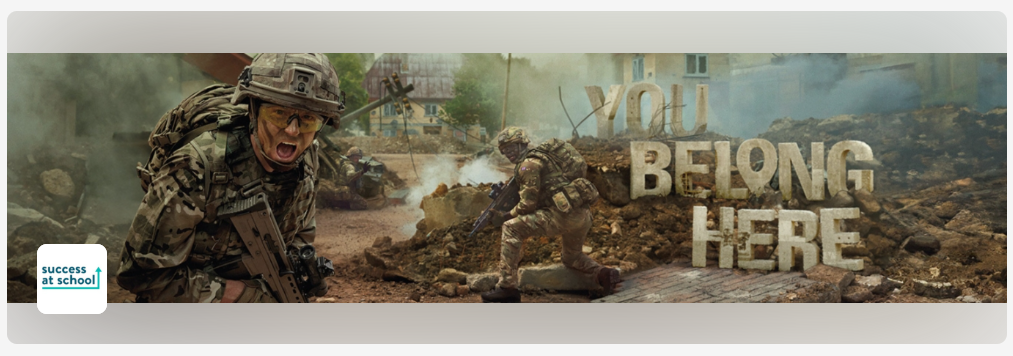 YOU
BELONG
HERE
success
at school